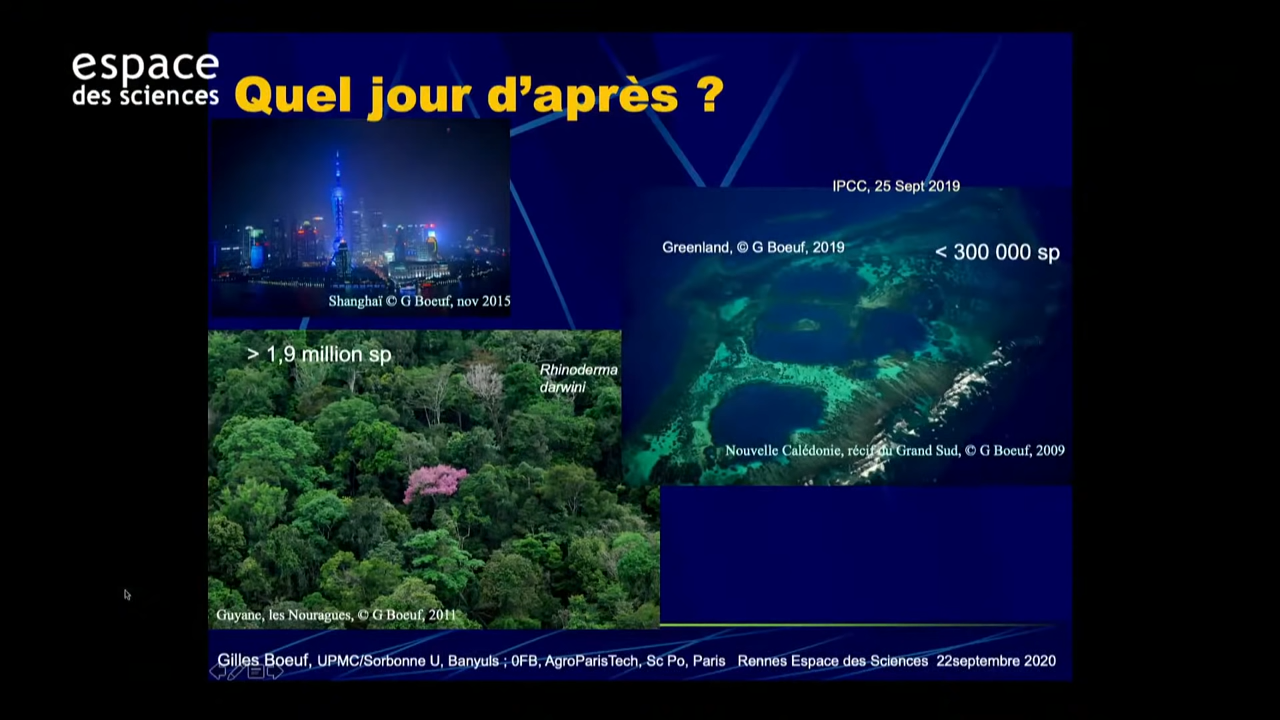 espace
des sciences
Quel jour d'après ?
IPCC, 25 Sept 2019
Greenland, © G Boeuf, 2019
< 300 000 sp
Shanghaï © G Boeuf, nov 2015
> 1,9 million sp
Rhinoderma
darwini
Nouvelle Calédonie, récif du Grand Sud, © G Boeuf, 2009
Guyane, les Nouragues, © G Boeuf, 2011
Gilles Boeuf, UPMC/Sorbonne U, Banyuls ; 0FB, AgroParisTech, Sc Po, Paris Rennes Espace des Sciences 22septembre 2020